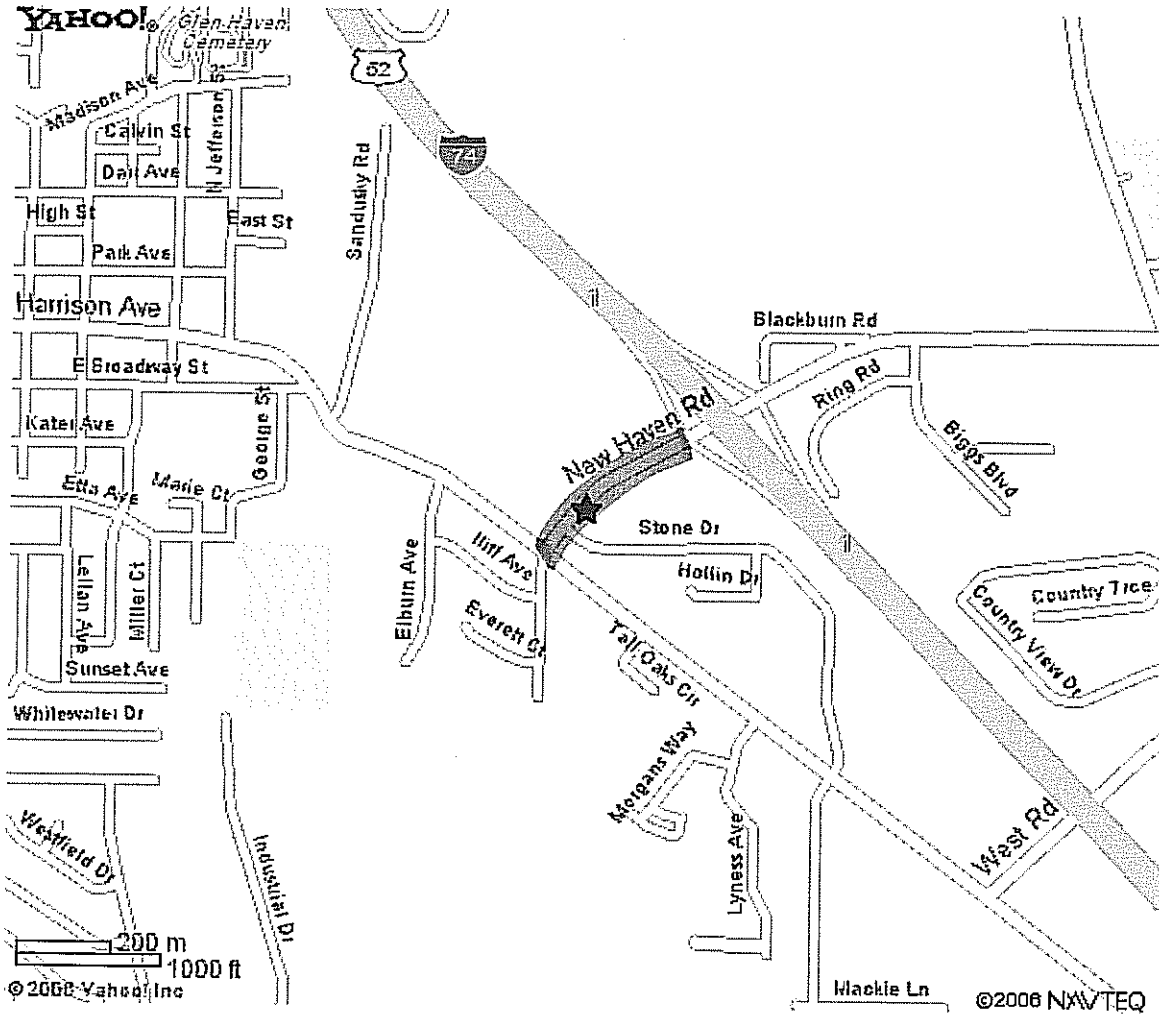 YAHOO!®
Glen Haven
Cemetery
52
Madison Ave
Calvin St
N Jefferson St
74
Sandusky Rd
High St
East St
Park Ave
Harrison Ave
Blackburn Rd
E Broadway St
Ring Rd
Kater Ave
George St
New Haven Rd
Biggs Blvd
Etta Ave
Marie Ct
Stone Dr
Iliff Ave
Hollin Dr
Miller Ct
Elburn Ave
Everett Ct
Country Tree
Country View Dr
Tall Oaks Cir
Sunset Ave
Whitewater Dr
Morgans Way
Westfield Dr
Industrial Dr
Lyness Ave
West Rd
200 m
1000 ft
Mackie Ln
©2006 Yahoo! Inc
©2006 NAVTEQ